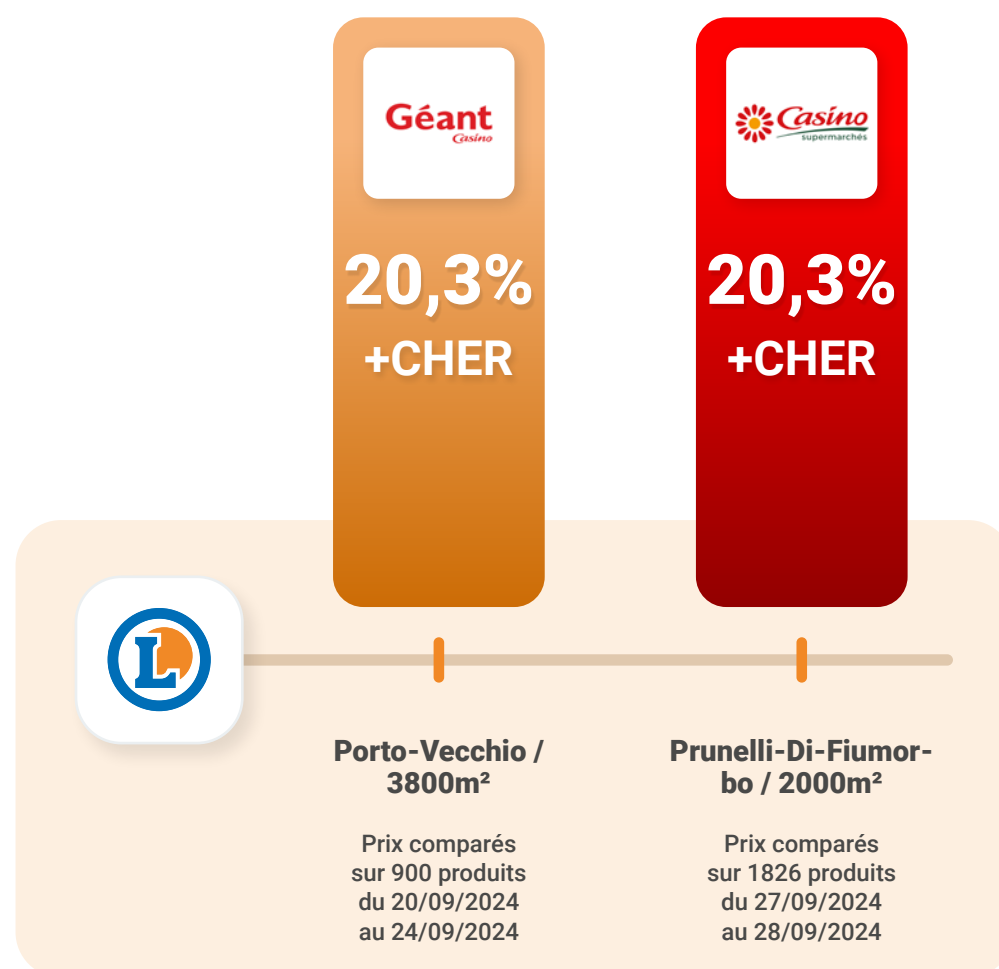 Géant
Casino
20,3%
+CHER
Casino
supermarchés
20,3%
+CHER
L
Porto-Vecchio /
3800m²
Prix comparés
sur 900 produits
du 20/09/2024
au 24/09/2024
Prunelli-Di-Fiumor-
bo / 2000m²
Prix comparés
sur 1826 produits
du 27/09/2024
au 28/09/2024